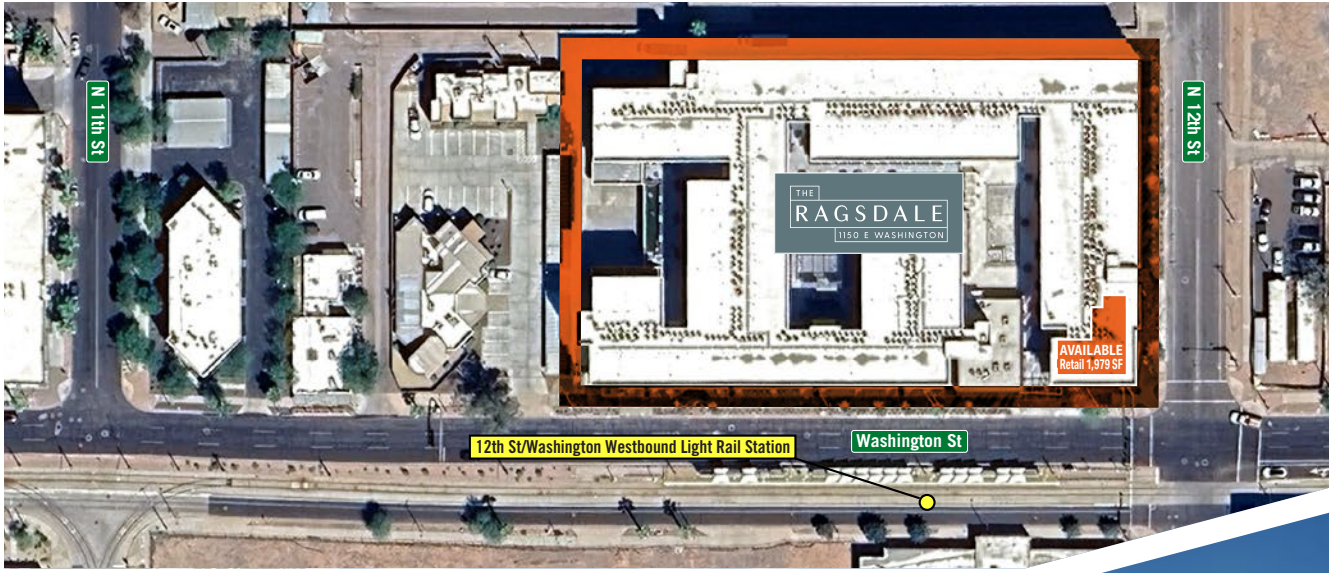 N 11th St
N 12th St
THE
RAGSDALE
1150 E WASHINGTON
AVAILABLE
Retail 1,979 SF
12th St/Washington Westbound Light Rail Station
Washington St